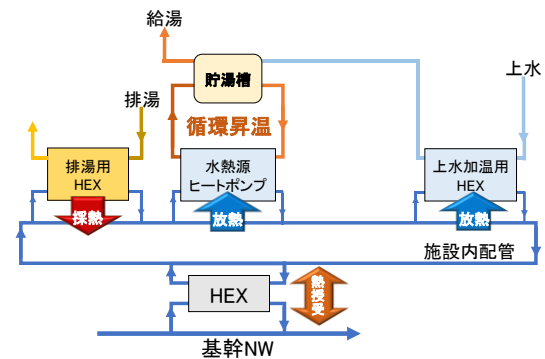 給湯
貯湯槽
上水
排湯
循環昇温
排湯用
HEX
水熱源
ヒートポンプ
上水加温用
HEX
採熱
放熱
放熱
施設内配管
HEX
熱授受
基幹NW